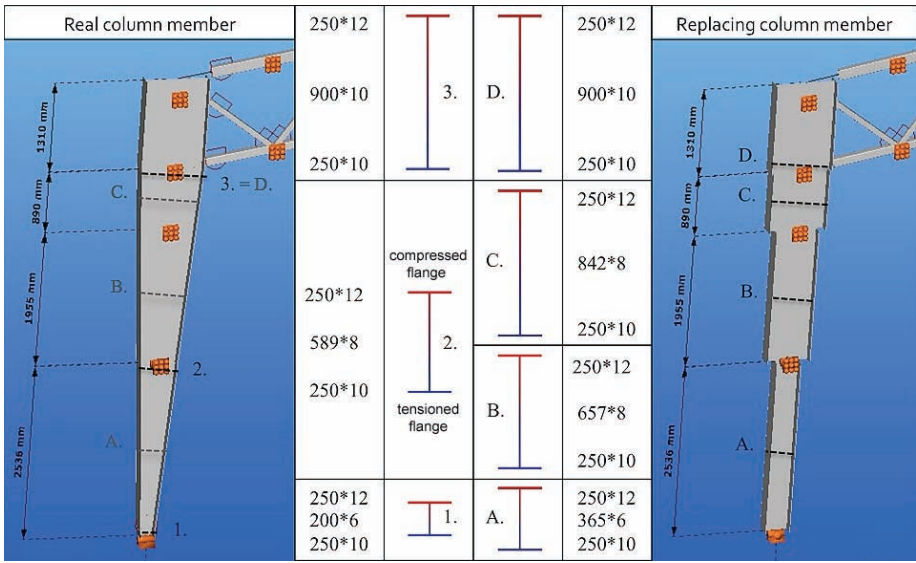 Real column member
Replacing column member
1310 mm
890 mm
1955 mm
2536 mm
C.
B.
A.
3. = D.
2.
1.
250*12
900*10
250*10
3.
250*12
589*8
250*10
compressed
flange
2.
tensioned
flange
250*12
200*6
250*10
1.
D.
250*12
900*10
250*10
C.
250*12
842*8
250*10
B.
250*12
657*8
250*10
A.
250*12
365*6
250*10
1310 mm
890 mm
1955 mm
2536 mm
D.
C.
B.
A.